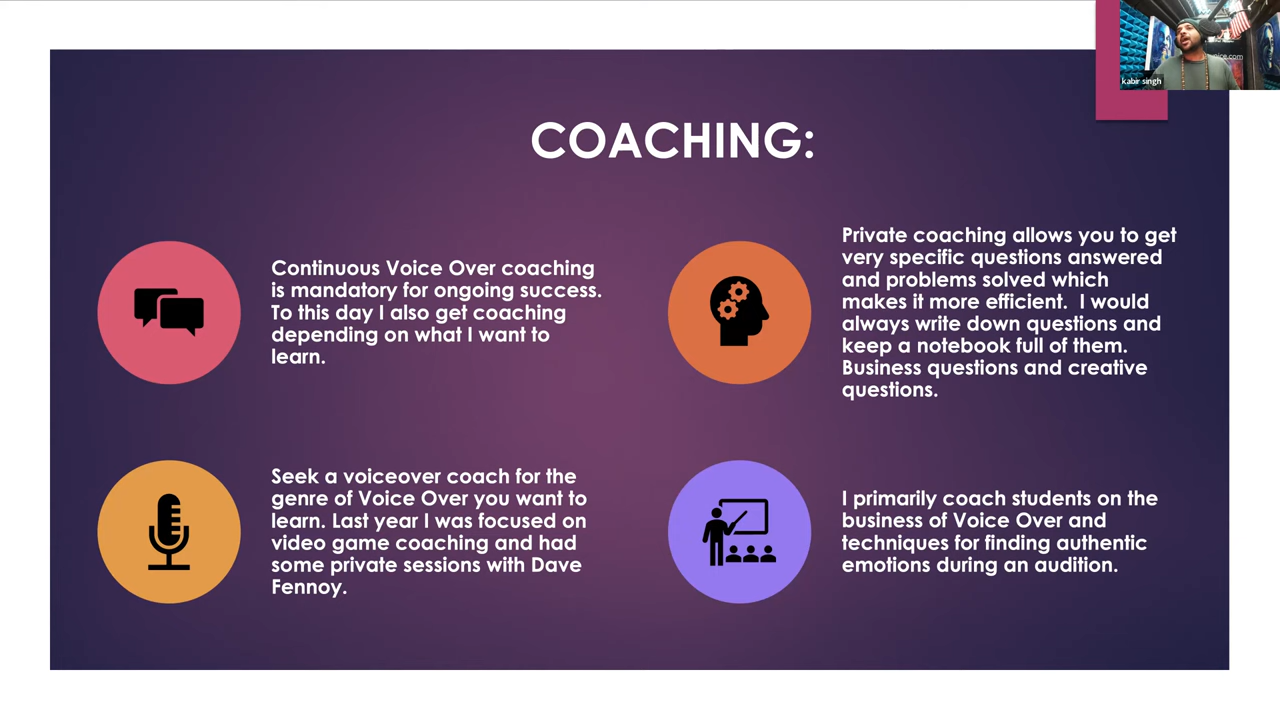 COACHING:
Continuous Voice Over coaching
is mandatory for ongoing success.
To this day I also get coaching
depending on what I want to
learn.
Private coaching allows you to get
very specific questions answered
and problems solved which
makes it more efficient.  I would
always write down questions and
keep a notebook full of them.
Business questions and creative
questions.
Seek a voiceover coach for the
genre of Voice Over you want to
learn. Last year I was focused on
video game coaching and had
some private sessions with Dave
Fennoy.
I primarily coach students on the
business of Voice Over and
techniques for finding authentic
emotions during an audition.
kabir singh